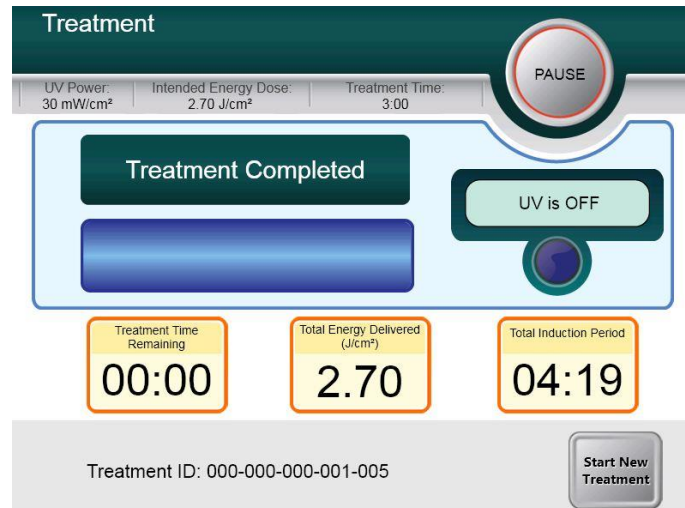 Treatment
PAUSE
UV Power:
30 mW/cm²
Intended Energy Dose:
2.70 J/cm²
Treatment Time:
3:00
Treatment Completed
UV is OFF
Treatment Time
Remaining
00:00
Total Energy Delivered
(J/cm²)
2.70
Total Induction Period
04:19
Treatment ID: 000-000-000-001-005
Start New
Treatment